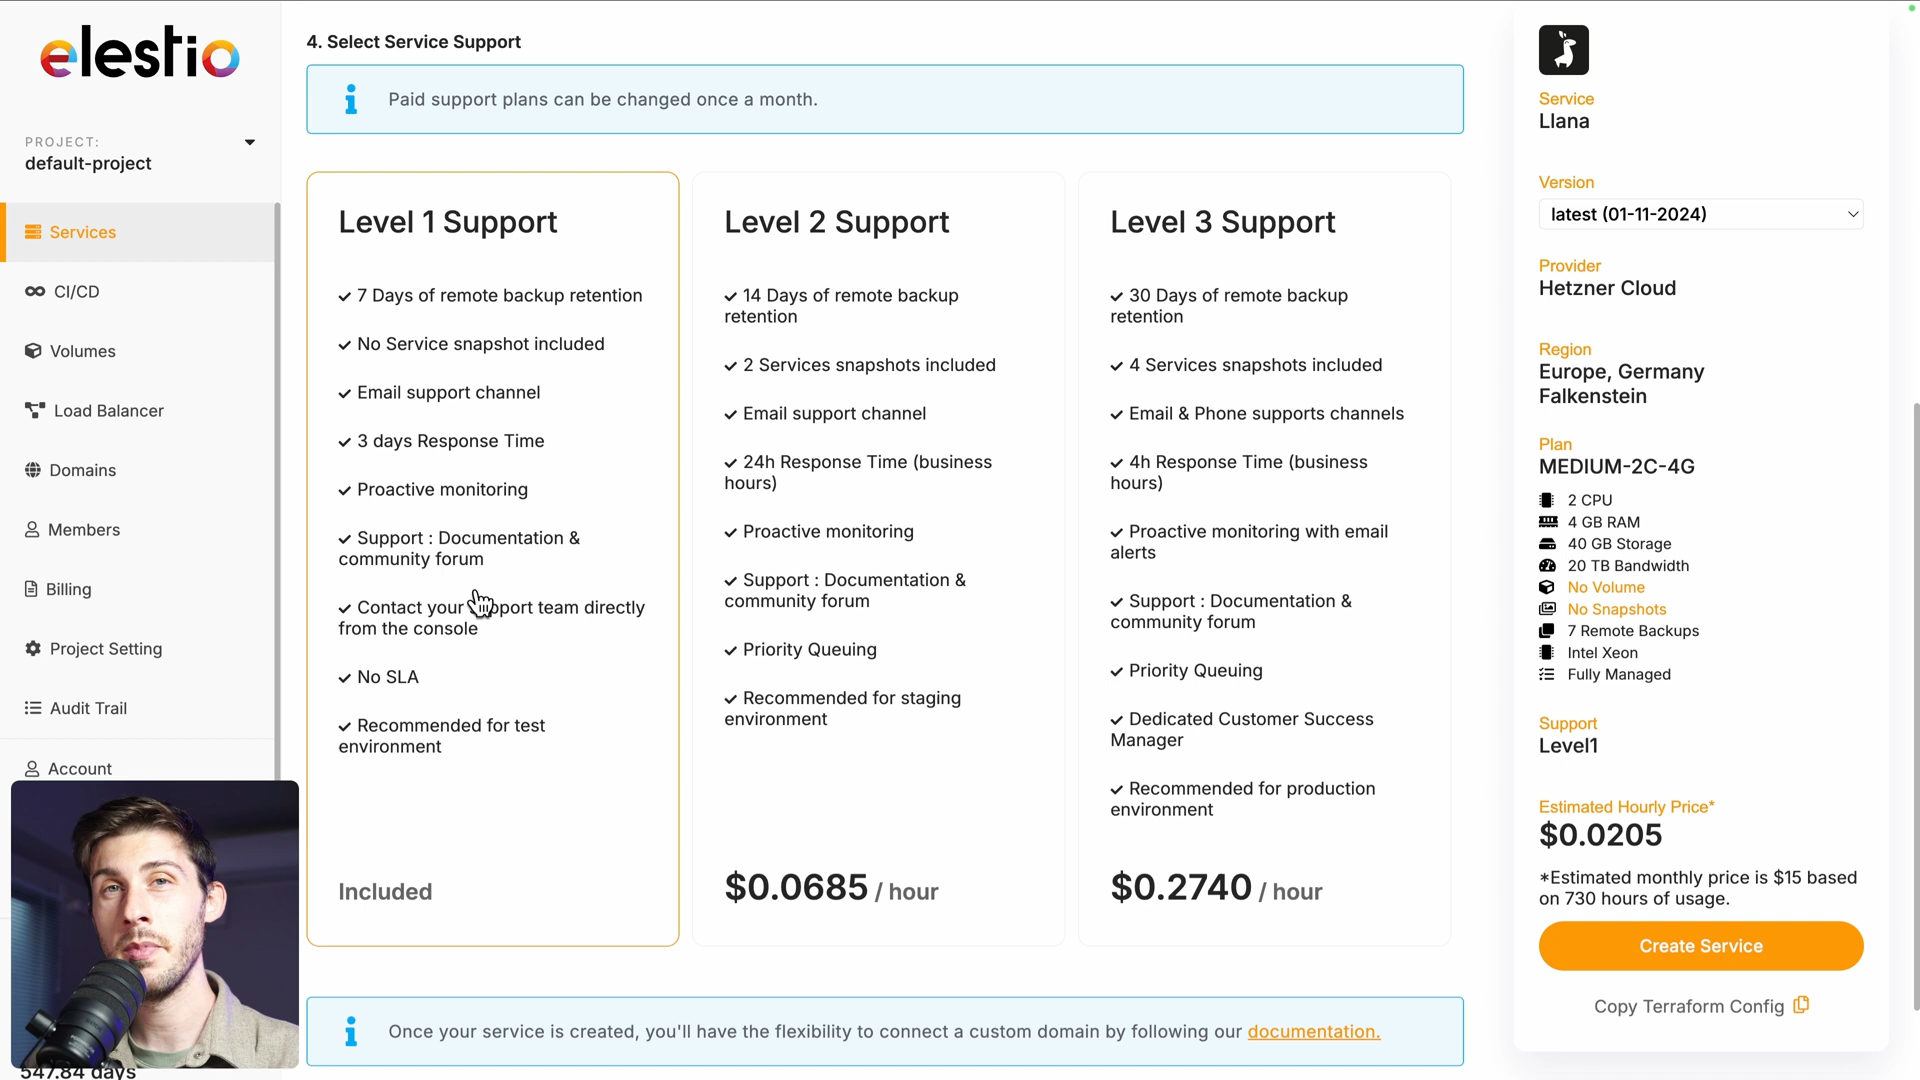 elestio
PROJECT:
default-project
Services
CI/CD
Volumes
Load Balancer
Domains
Members
Billing
Project Setting
Audit Trail
Account
547.84 days
4. Select Service Support
Paid support plans can be changed once a month.
Level 1 Support
7 Days of remote backup retention
No Service snapshot included
Email support channel
3 days Response Time
Proactive monitoring
Support : Documentation &
community forum
Contact your support team directly
from the console
No SLA
Recommended for test
environment
Included
Level 2 Support
14 Days of remote backup
retention
2 Services snapshots included
Email support channel
24h Response Time (business
hours)
Proactive monitoring
Support : Documentation &
community forum
Priority Queuing
Recommended for staging
environment
$0.0685 / hour
Level 3 Support
30 Days of remote backup
retention
4 Services snapshots included
Email & Phone supports channels
4h Response Time (business
hours)
Proactive monitoring with email
alerts
Support : Documentation &
community forum
Priority Queuing
Dedicated Customer Success
Manager
Recommended for production
environment
$0.2740 / hour
Once your service is created, you'll have the flexibility to connect a custom domain by following our documentation.
Service
Llana
Version
latest (01-11-2024)
Provider
Hetzner Cloud
Region
Europe, Germany
Falkenstein
Plan
MEDIUM-2C-4G
2 CPU
4 GB RAM
40 GB Storage
20 TB Bandwidth
No Volume
No Snapshots
7 Remote Backups
Intel Xeon
Fully Managed
Support
Level1
Estimated Hourly Price*
$0.0205
*Estimated monthly price is $15 based
on 730 hours of usage.
Create Service
Copy Terraform Config